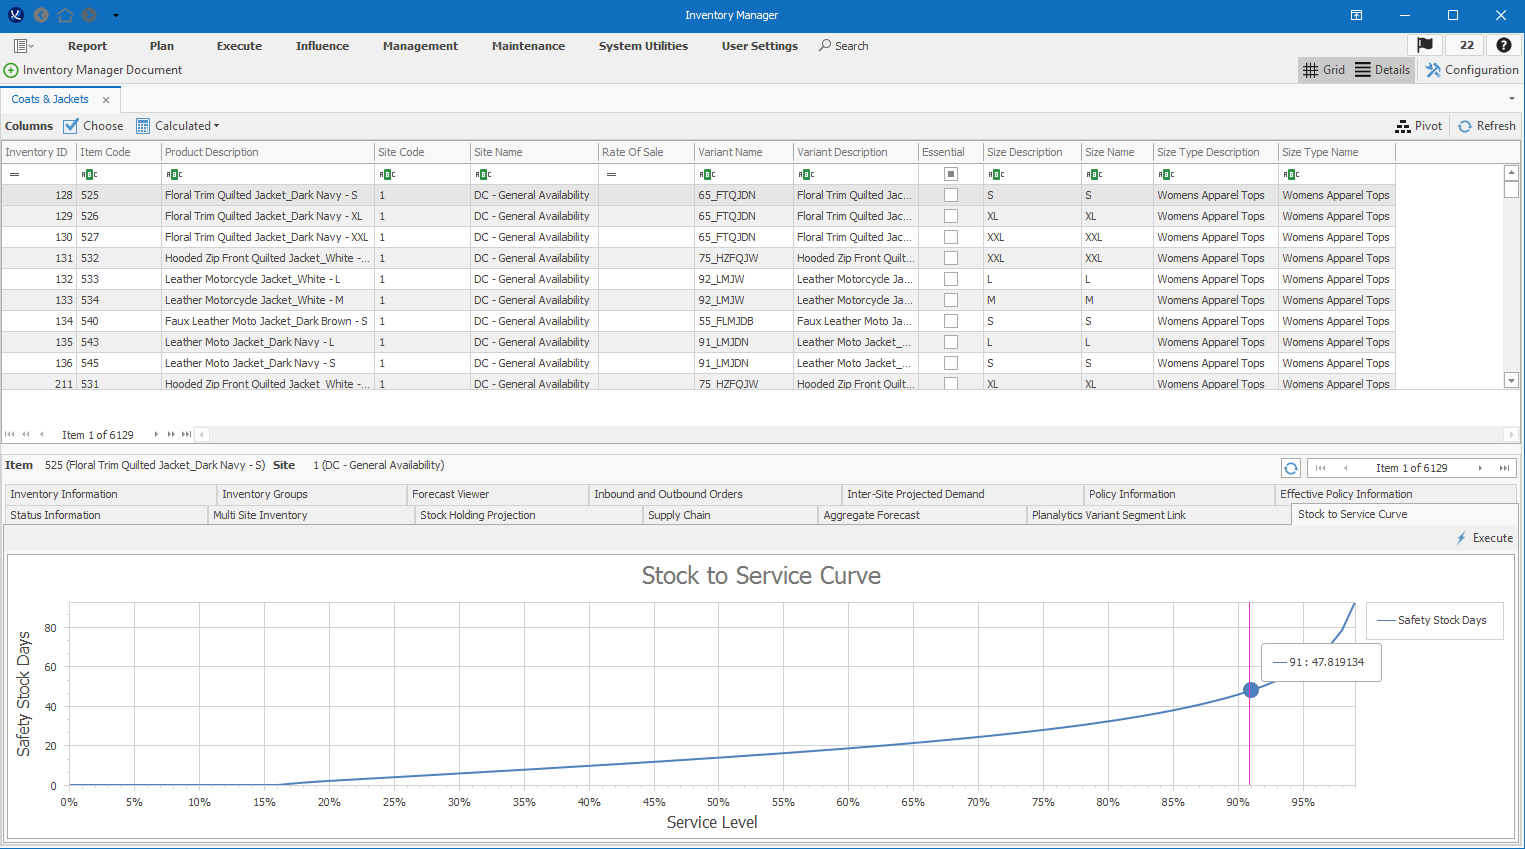 Inventory Manager
Report Plan Execute Influence Management Maintenance System Utilities User Settings Search 22
Inventory Manager Document Grid Details Configuration
Coats & Jackets
Columns Choose Calculated Pivot Refresh
Inventory ID Item Code Product Description Site Code Site Name Rate Of Sale Variant Name Variant Description Essential Size Description Size Name Size Type Description Size Type Name
= ABC ABC ABC ABC = ABC ABC ABC ABC ABC ABC
128 525 Floral Trim Quilted Jacket_Dark Navy - S 1 DC - General Availability 65_FTQJDN Floral Trim Quilted Jac... S S Womens Apparel Tops Womens Apparel Tops
129 526 Floral Trim Quilted Jacket_Dark Navy - XL 1 DC - General Availability 65_FTQJDN Floral Trim Quilted Jac... XL XL Womens Apparel Tops Womens Apparel Tops
130 527 Floral Trim Quilted Jacket_Dark Navy - XXL 1 DC - General Availability 65_FTQJDN Floral Trim Quilted Jac... XXL XXL Womens Apparel Tops Womens Apparel Tops
131 532 Hooded Zip Front Quilted Jacket_White -... 1 DC - General Availability 75_HZFQJW Hooded Zip Front Quilt... XXL XXL Womens Apparel Tops Womens Apparel Tops
132 533 Leather Motorcycle Jacket_White - L 1 DC - General Availability 92_LMJW Leather Motorcycle Ja... L L Womens Apparel Tops Womens Apparel Tops
133 534 Leather Motorcycle Jacket_White - M 1 DC - General Availability 92_LMJW Leather Motorcycle Ja... M M Womens Apparel Tops Womens Apparel Tops
134 540 Faux Leather Moto Jacket_Dark Brown - S 1 DC - General Availability 55_FLMJDB Faux Leather Moto Ja... S S Womens Apparel Tops Womens Apparel Tops
135 543 Leather Moto Jacket_Dark Navy - L 1 DC - General Availability 91_LMJDN Leather Moto Jacket_... L L Womens Apparel Tops Womens Apparel Tops
136 545 Leather Moto Jacket_Dark Navy - S 1 DC - General Availability 91_LMJDN Leather Moto Jacket_... S S Womens Apparel Tops Womens Apparel Tops
211 531 Hooded Zip Front Quilted Jacket_White -... 1 DC - General Availability 75_HZFQJW Hooded Zip Front Quilt... XL XL Womens Apparel Tops Womens Apparel Tops
Item 1 of 6129
Item 525 (Floral Trim Quilted Jacket_Dark Navy - S) Site 1 (DC - General Availability) Item 1 of 6129
Inventory Information Inventory Groups Forecast Viewer Inbound and Outbound Orders Inter-Site Projected Demand Policy Information Effective Policy Information
Status Information Multi Site Inventory Stock Holding Projection Supply Chain Aggregate Forecast Planalytics Variant Segment Link Stock to Service Curve
Execute
Stock to Service Curve
Safety Stock Days
80
60
40
20
0
Safety Stock Days
91 : 47.819134
0% 5% 10% 15% 20% 25% 30% 35% 40% 45% 50% 55% 60% 65% 70% 75% 80% 85% 90% 95%
Service Level